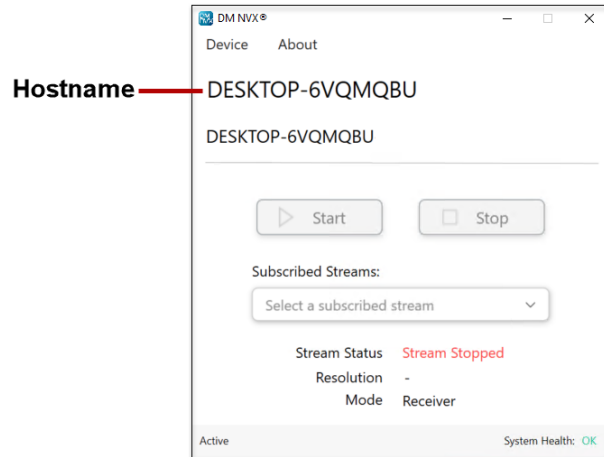 DM NVX®
Device About
Hostname
DESKTOP-6VQMQBU
DESKTOP-6VQMQBU
Start Stop
Subscribed Streams:
Select a subscribed stream
Stream Status Stream Stopped
Resolution -
Mode Receiver
Active System Health: OK